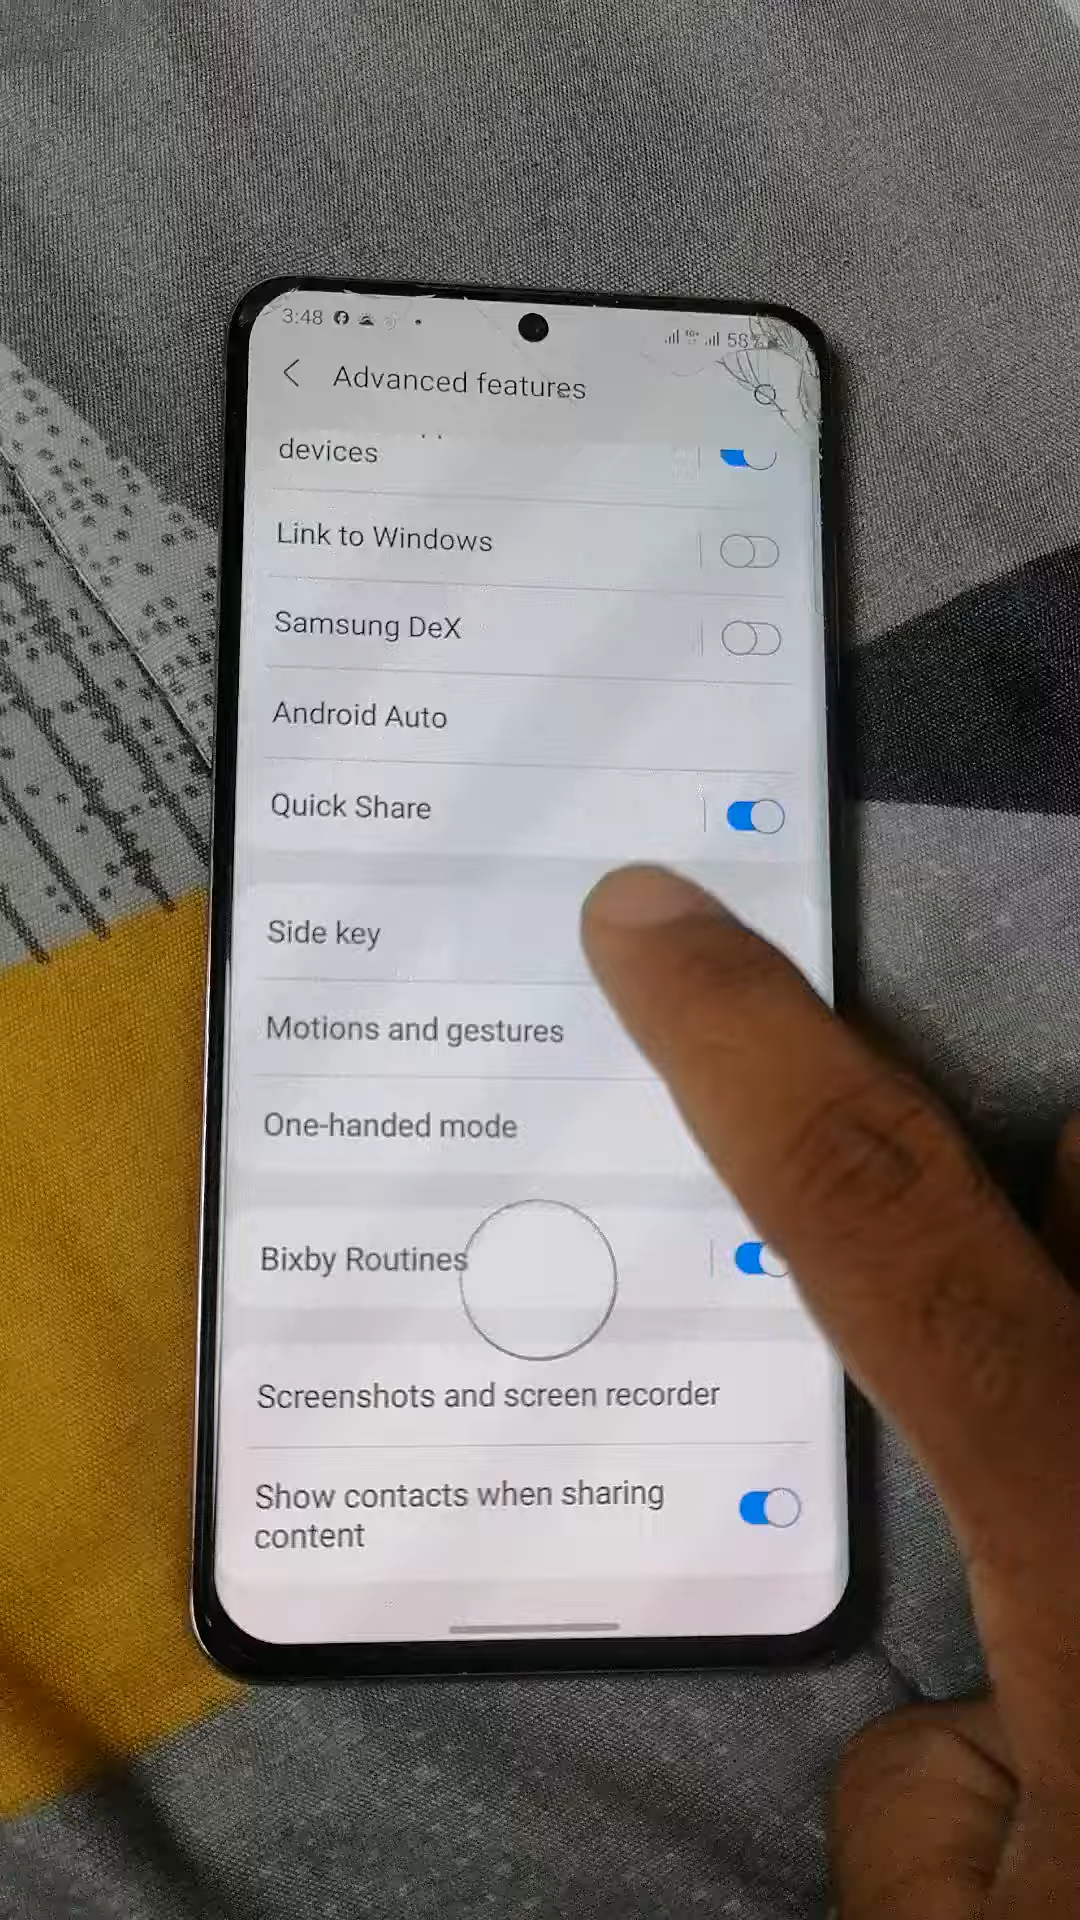 3:48 58%
Advanced features
devices
Link to Windows
Samsung DeX
Android Auto
Quick Share
Side key
Motions and gestures
One-handed mode
Bixby Routines
Screenshots and screen recorder
Show contacts when sharing
content